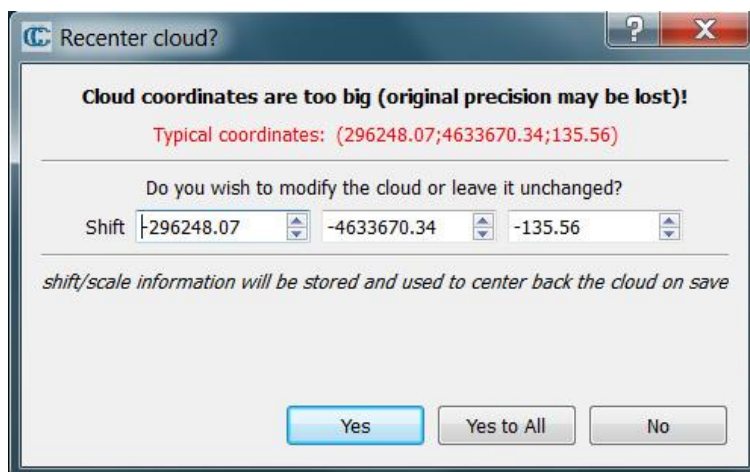 Recenter cloud?
Cloud coordinates are too big (original precision may be lost)!
Typical coordinates: (296248.07;4633670.34;135.56)
Do you wish to modify the cloud or leave it unchanged?
Shift -296248.07 -4633670.34 -135.56
shift/scale information will be stored and used to center back the cloud on save
Yes Yes to All No